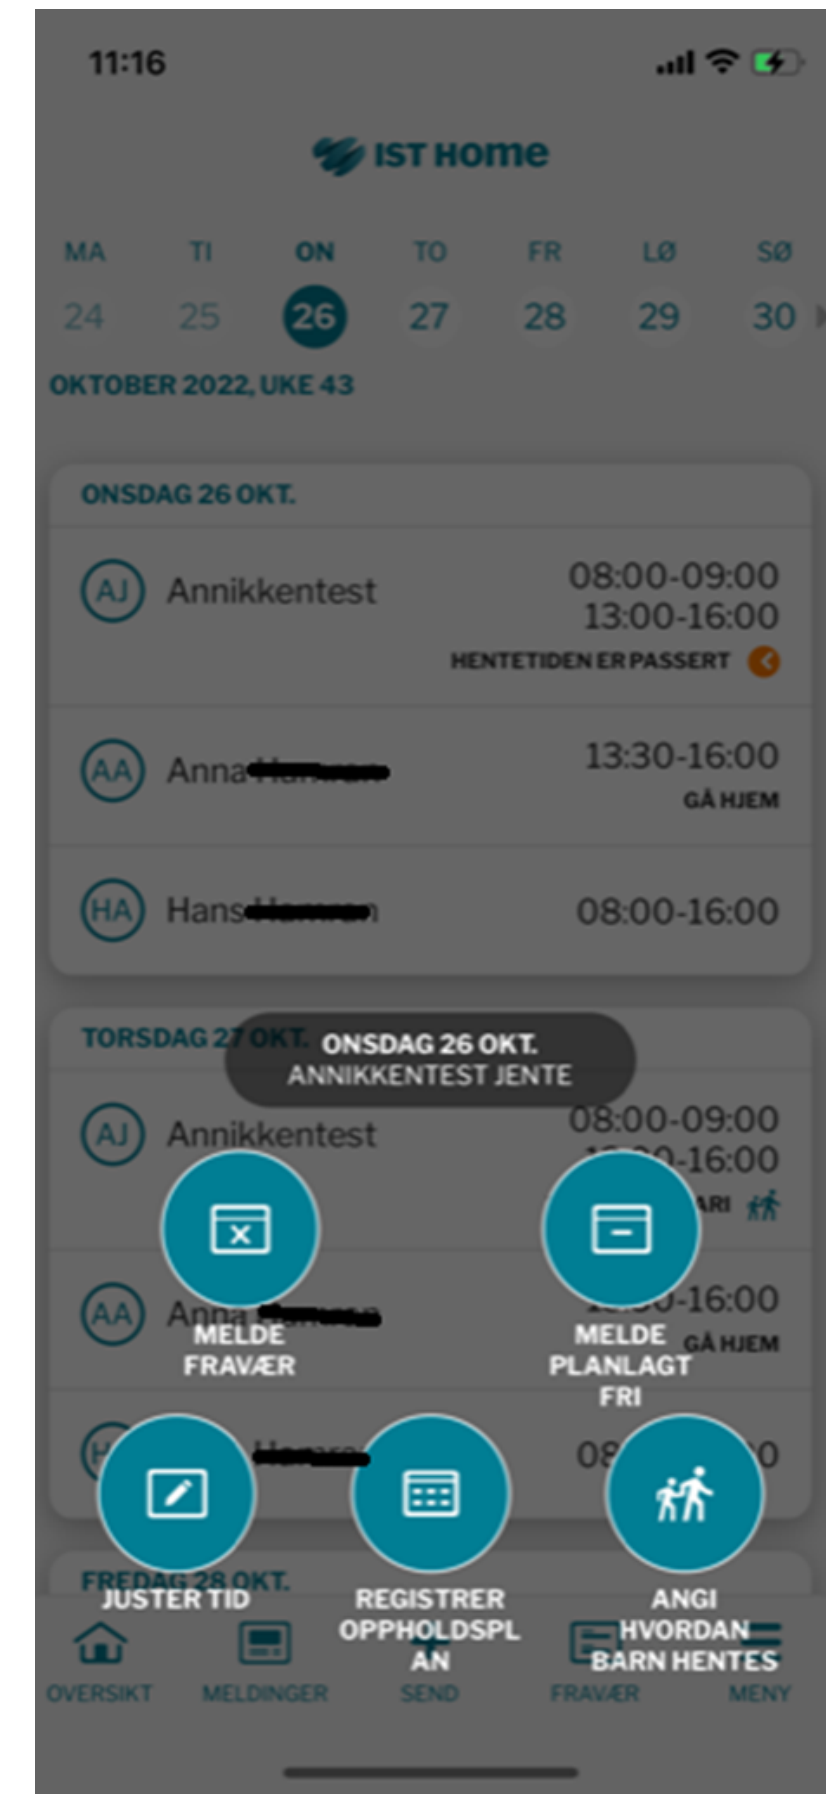 11:16
IST Home
MA TI ON TO FR LØ SØ
24 25 26 27 28 29 30
OKTOBER 2022, UKE 43
ONSDAG 26 OKT.
AJ Annikkentest 08:00-09:00
13:00-16:00
HENTETIDEN ER PASSERT
AA Anna 13:30-16:00
GÅ HJEM
HA Hans 08:00-16:00
TORSDAG 27 OKT.
ONSDAG 26 OKT.
ANNIKKENTEST JENTE
AJ Annikkentest 08:00-09:00
-16:00
ARI
AA Anna -16:00
GÅ HJEM
MELDE
FRAVÆR
MELDE
PLANLAGT
FRI
FREDAG 28 OKT.
JUSTER TID
REGISTRER
OPPHOLDSPL
AN
ANGI
HVORDAN
BARN HENTES
OVERSIKT MELDINGER SEND FRAVÆR MENY